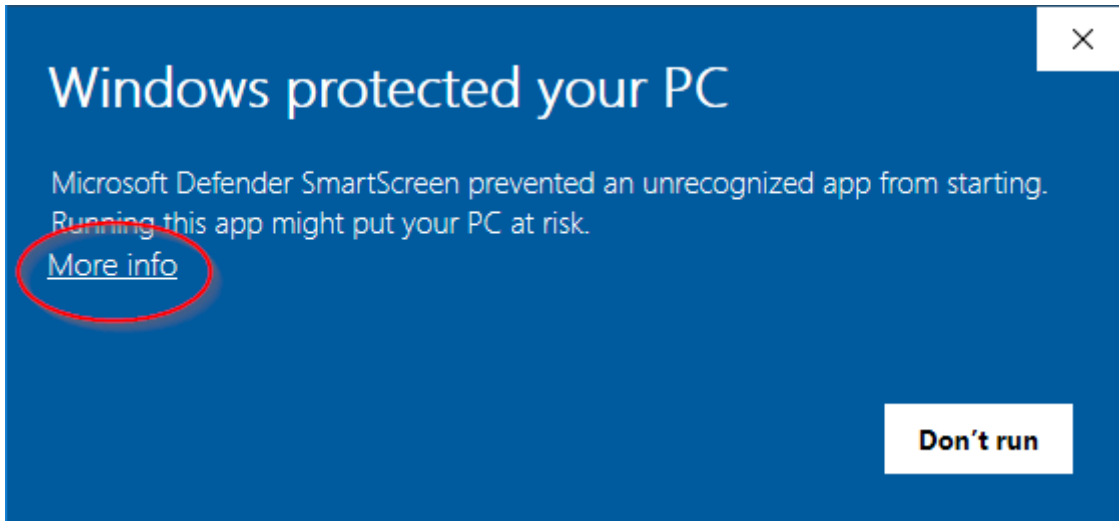 Windows protected your PC
Microsoft Defender SmartScreen prevented an unrecognized app from starting.
Running this app might put your PC at risk.
More info
Don't run